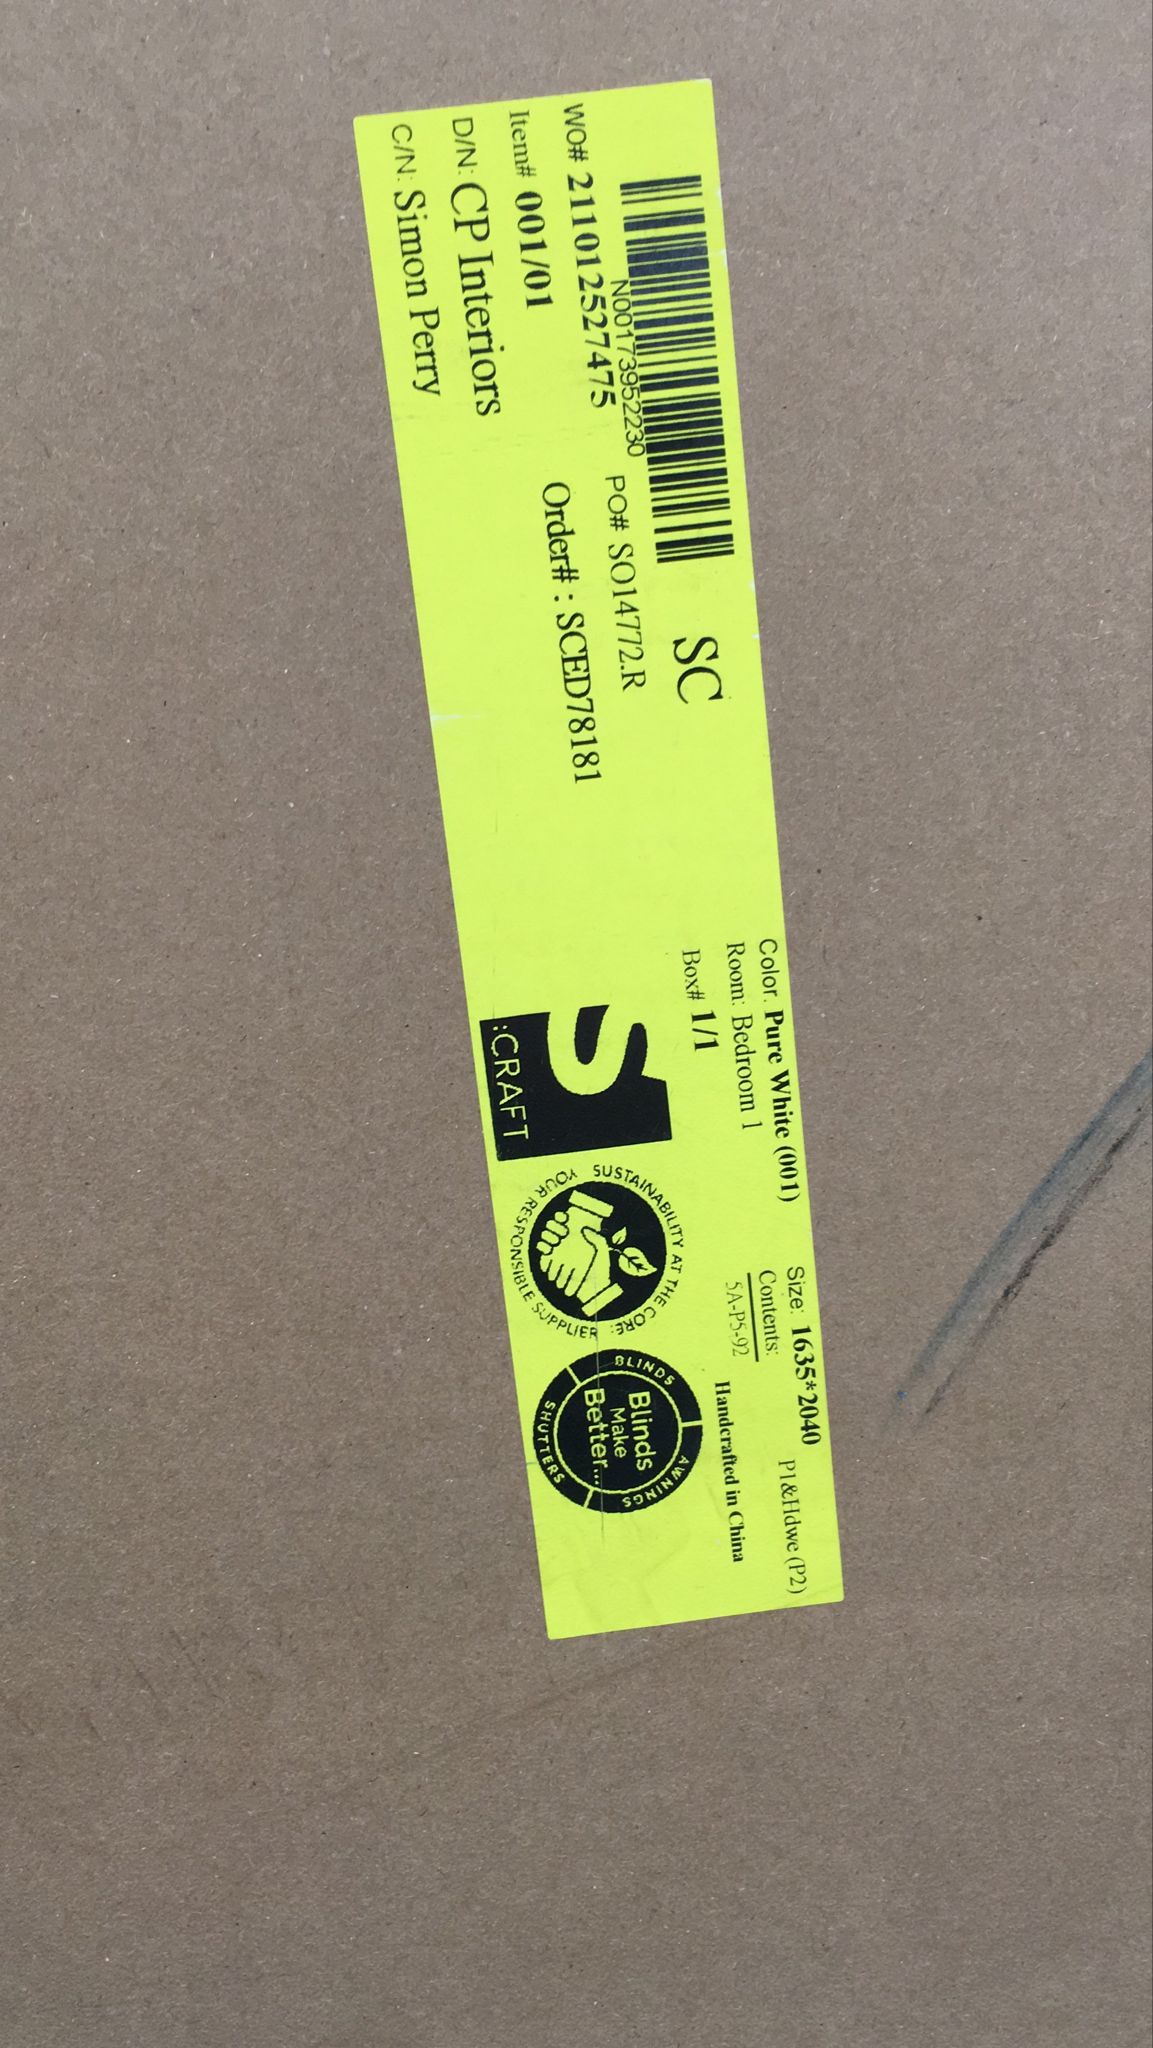 SC
N00173952230
WO# 211012527475
PO# SO14772.R
Item# 001/01
Order# : SCED78181
D/N: CP Interiors
C/N: Simon Perry
Color. Pure White (001)
Room: Bedroom 1
Box# 1/1
Size: 1635*2040
P1&Hdwe (P2)
Contents:
5A-P5-92
Handcrafted in China
S
:CRAFT
SUSTAINABILITY AT THE CORE:
YOUR RESPONSIBLE SUPPLIER
BLINDS
AWNINGS
SHUTTERS
Blinds
Make
Better...